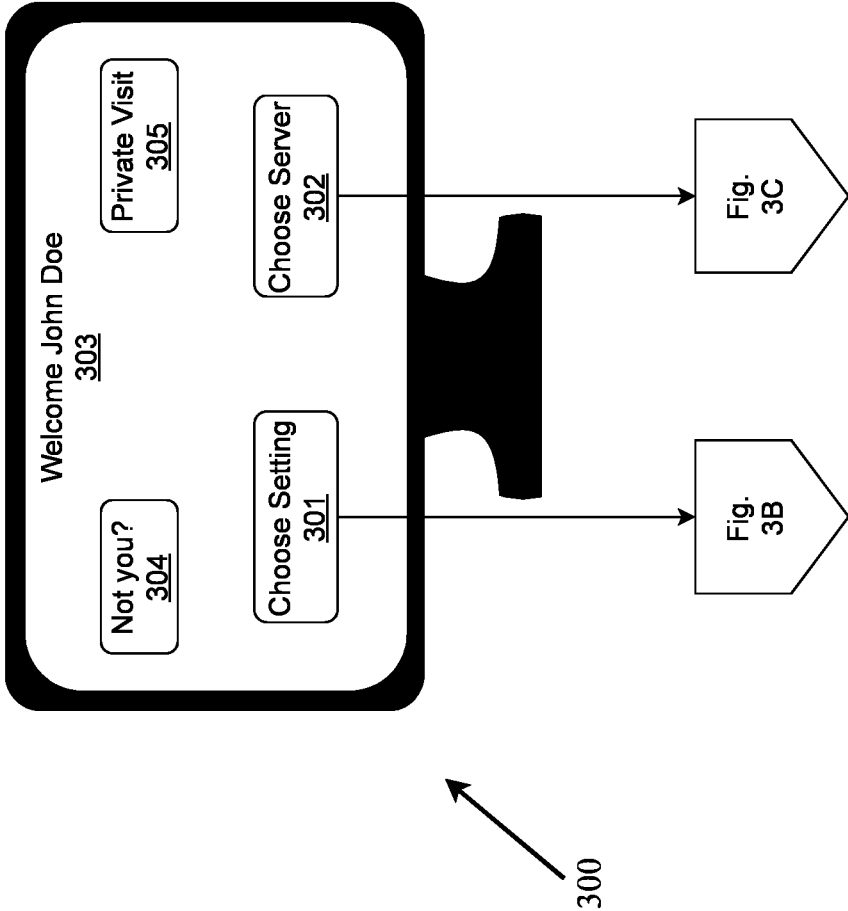 Welcome John Doe
303
Not you?
304
Private Visit
305
Choose Setting
301
Choose Server
302
Fig.
3B
Fig.
3C
300